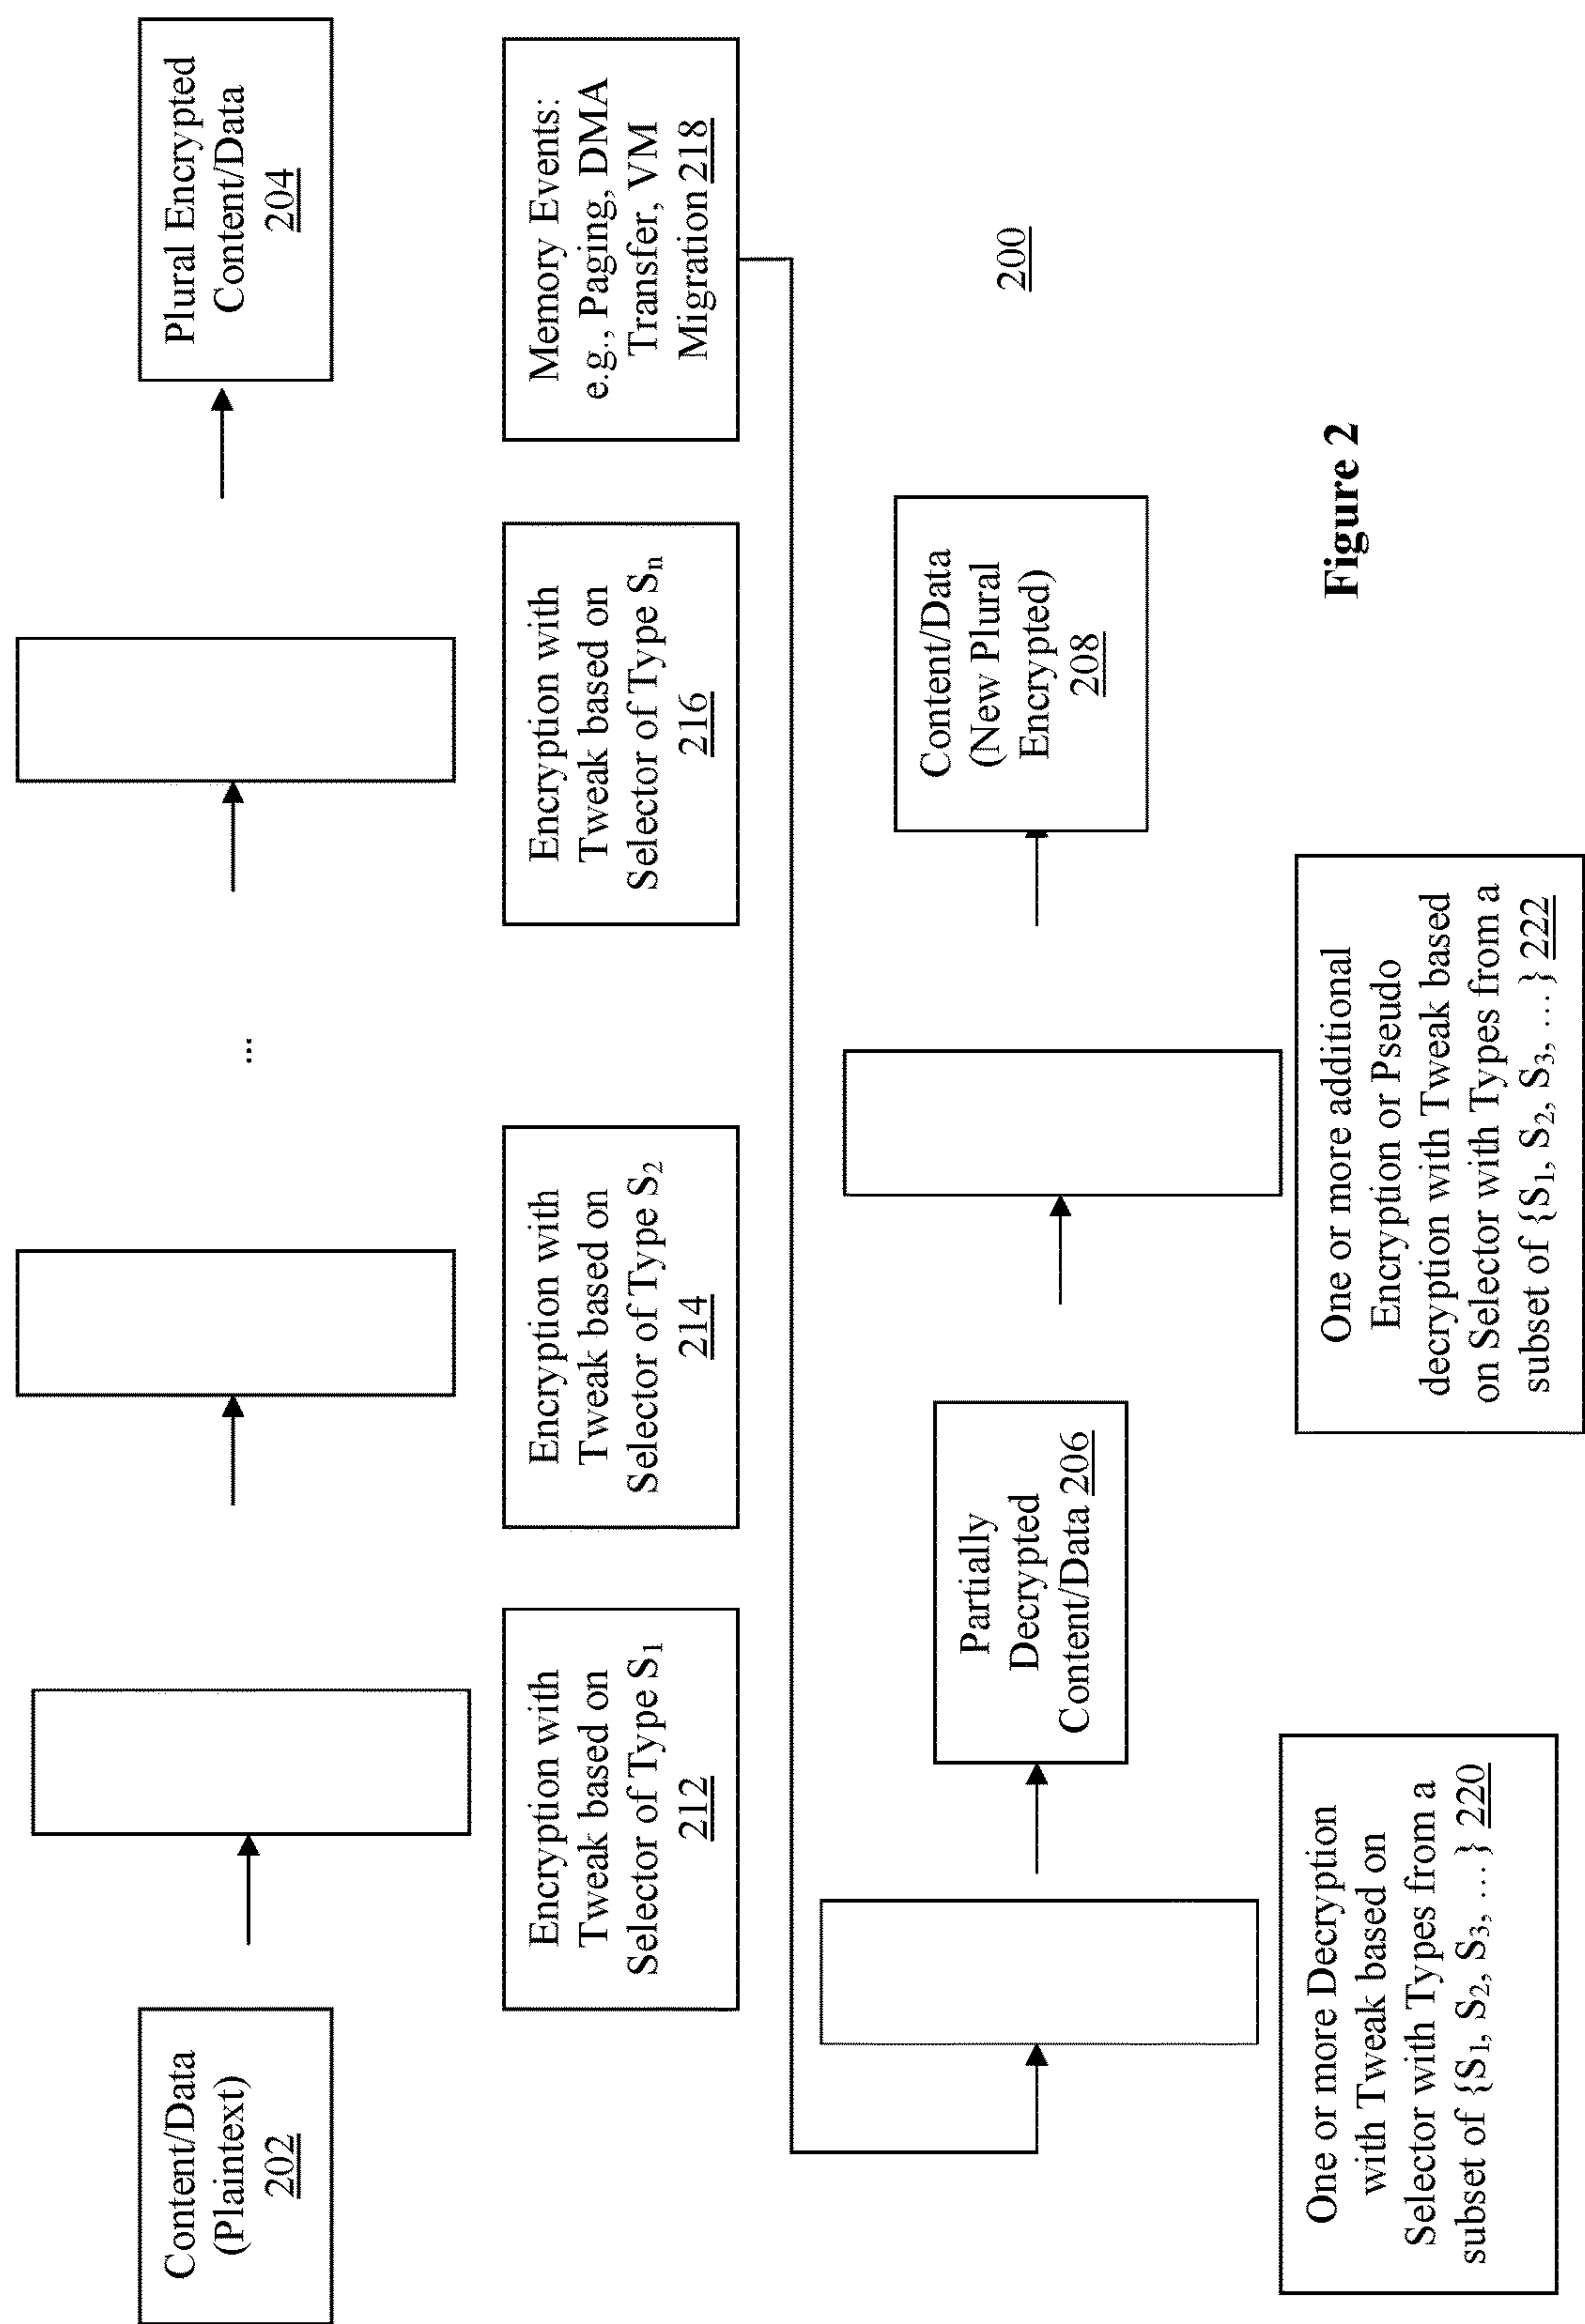 Content/Data
(Plaintext)
202
Plural Encrypted
Content/Data
204
...
Encryption with
Tweak based on
Selector of Type S₁
212
Encryption with
Tweak based on
Selector of Type S₂
214
Encryption with
Tweak based on
Selector of Type Sₙ
216
Memory Events:
e.g., Paging, DMA
Transfer, VM
Migration 218
Partially
Decrypted
Content/Data 206
Content/Data
(New Plural
Encrypted)
208
200
One or more Decryption
with Tweak based on
Selector with Types from a
subset of {S₁, S₂, S₃, …} 220
One or more additional
Encryption or Pseudo
decryption with Tweak based
on Selector with Types from a
subset of {S₁, S₂, S₃, …} 222
Figure 2